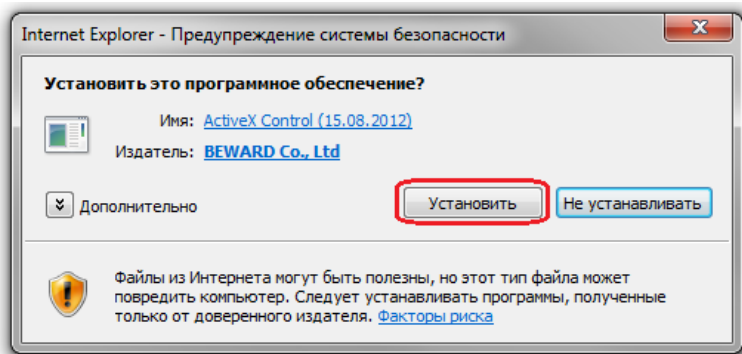 Internet Explorer - Предупреждение системы безопасности
Установить это программное обеспечение?
Имя: ActiveX Control (15.08.2012)
Издатель: BEWARD Co., Ltd
Дополнительно Установить Не устанавливать
Файлы из Интернета могут быть полезны, но этот тип файла может
повредить компьютер. Следует устанавливать программы, полученные
только от доверенного издателя. Факторы риска